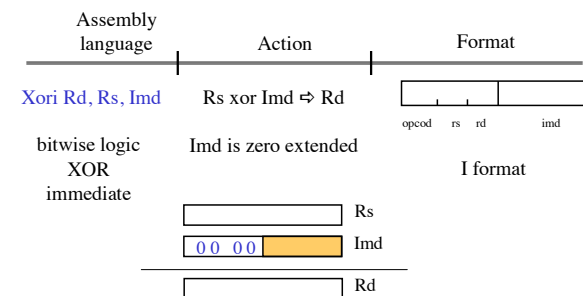 Assembly
language
Action
Format
Xori Rd, Rs, Imd
Rs xor Imd ⇨ Rd
opcod rs rd imd
bitwise logic
XOR
immediate
Imd is zero extended
I format
Rs
00 00
Imd
Rd